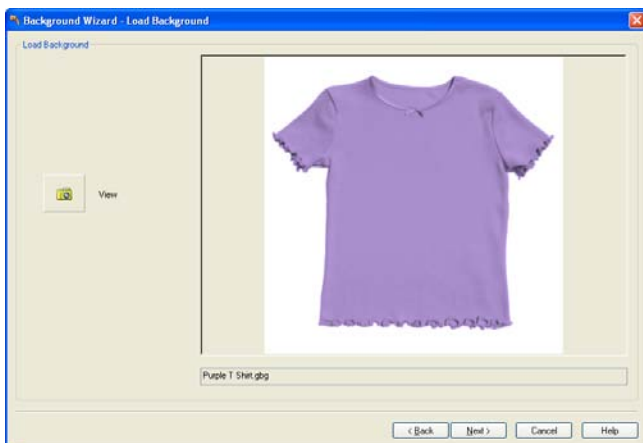 Background Wizard - Load Background
Load Background
View
Purple T Shirt.gbg
< Back
Next >
Cancel
Help